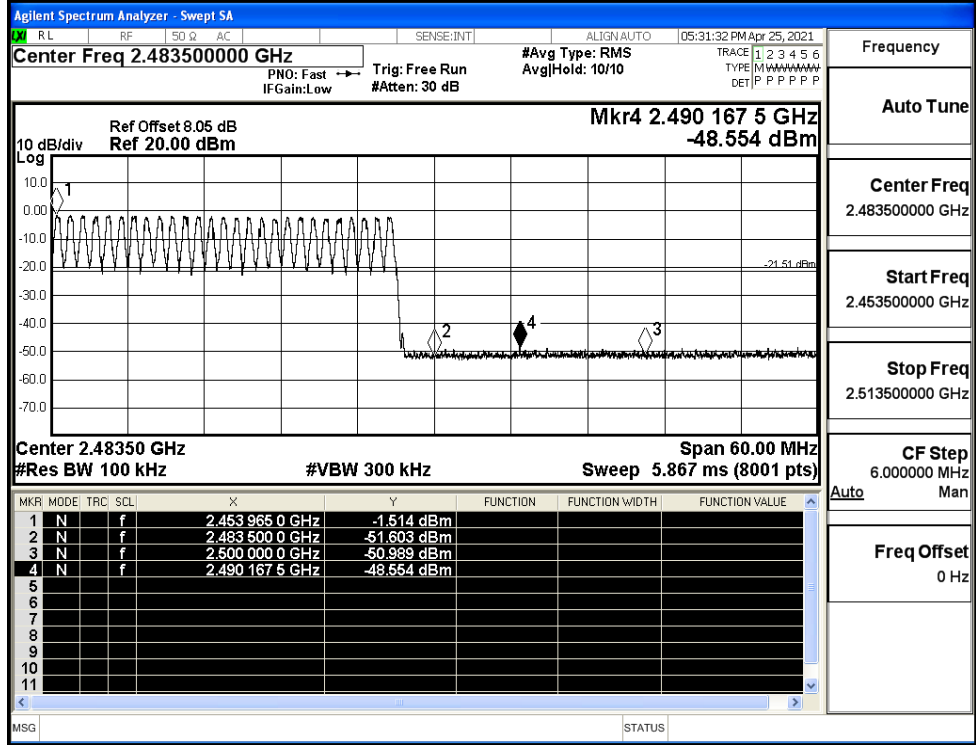 Agilent Spectrum Analyzer - Swept SA
LXI RL RF 50 Ω AC SENSE:INT ALIGNAUTO 05:31:32 PM Apr 25, 2021
Center Freq 2.483500000 GHz
PNO: Fast
IFGain:Low
Trig: Free Run
#Atten: 30 dB
#Avg Type: RMS
Avg|Hold: 10/10
TRACE 1 2 3 4 5 6
TYPE M W W W W W
DET P P P P P P
Frequency
Auto Tune
Center Freq
2.483500000 GHz
Start Freq
2.453500000 GHz
Stop Freq
2.513500000 GHz
CF Step
6.000000 MHz
Auto Man
Freq Offset
0 Hz
Mkr4 2.490 167 5 GHz
-48.554 dBm
Ref Offset 8.05 dB
10 dB/div Ref 20.00 dBm
Log
10.0
0.00
-10.0
-20.0
-30.0
-40.0
-50.0
-60.0
-70.0
1
2
4
3
-21.51 dBm
Center 2.48350 GHz Span 60.00 MHz
#Res BW 100 kHz #VBW 300 kHz Sweep 5.867 ms (8001 pts)
MKR MODE TRC SCL X Y FUNCTION FUNCTION WIDTH FUNCTION VALUE
1 N f 2.453 965 0 GHz -1.514 dBm
2 N f 2.483 500 0 GHz -51.603 dBm
3 N f 2.500 000 0 GHz -50.989 dBm
4 N f 2.490 167 5 GHz -48.554 dBm
5
6
7
8
9
10
11
MSG STATUS